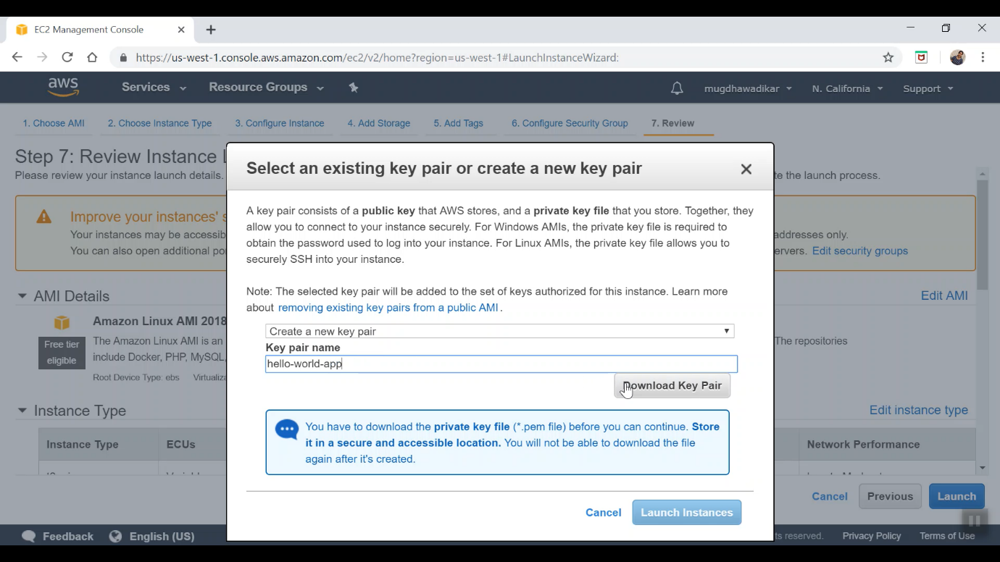 EC2 Management Console
https://us-west-1.console.aws.amazon.com/ec2/v2/home?region=us-west-1#LaunchInstanceWizard:
aws Services Resource Groups mugdhawadikar N. California Support
1. Choose AMI 2. Choose Instance Type 3. Configure Instance 4. Add Storage 5. Add Tags 6. Configure Security Group 7. Review
Step 7: Review Instance
Please review your instance launch details. te the launch process.
Select an existing key pair or create a new key pair
A key pair consists of a public key that AWS stores, and a private key file that you store. Together, they
allow you to connect to your instance securely. For Windows AMIs, the private key file is required to
obtain the password used to log into your instance. For Linux AMIs, the private key file allows you to
securely SSH into your instance.
Note: The selected key pair will be added to the set of keys authorized for this instance. Learn more
about removing existing key pairs from a public AMI.
Create a new key pair
Key pair name
hello-world-app
Download Key Pair
You have to download the private key file (*.pem file) before you can continue. Store
it in a secure and accessible location. You will not be able to download the file
again after it's created.
Cancel Launch Instances
Improve your instances'
Your instances may be accessib addresses only.
You can also open additional por ervers. Edit security groups
AMI Details Edit AMI
Amazon Linux AMI 2018
Free tier eligible
The Amazon Linux AMI is an The repositories
include Docker, PHP, MySQL,
Root Device Type: ebs Virtualiza
Instance Type Edit instance type
Instance Type ECUs Network Performance
Cancel Previous Launch
Feedback English (US) ts reserved. Privacy Policy Terms of Use